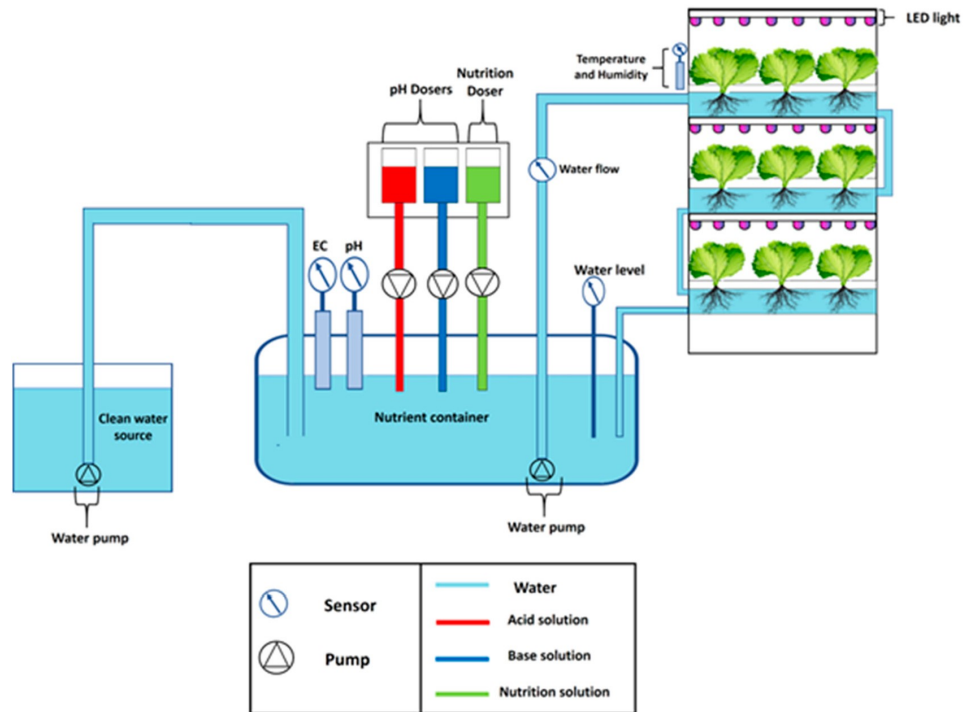 LED light
Temperature
and Humidity
Nutrition
Doser
pH Dosers
Water flow
EC
pH
Water level
Clean water
source
Nutrient container
Water pump
Water pump
Sensor
Pump
Water
Acid solution
Base solution
Nutrition solution